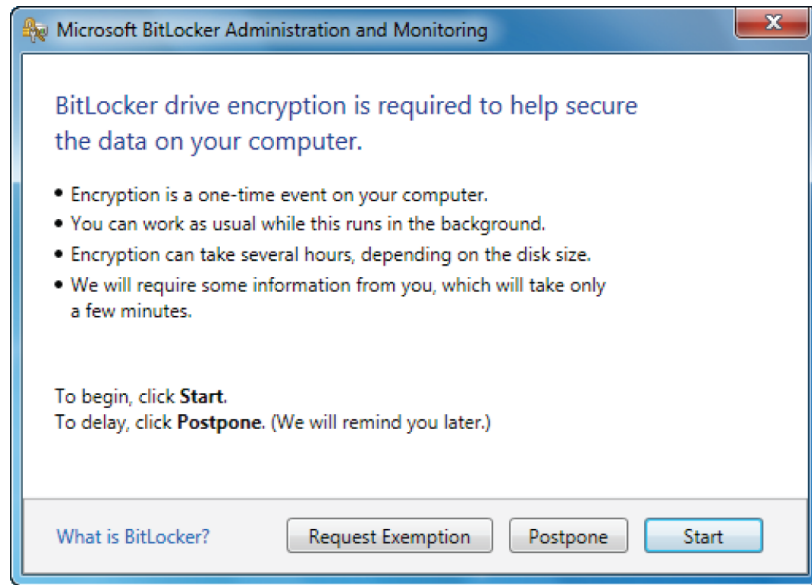 Microsoft BitLocker Administration and Monitoring
BitLocker drive encryption is required to help secure
the data on your computer.
• Encryption is a one-time event on your computer.
• You can work as usual while this runs in the background.
• Encryption can take several hours, depending on the disk size.
• We will require some information from you, which will take only
a few minutes.
To begin, click Start.
To delay, click Postpone. (We will remind you later.)
What is BitLocker? Request Exemption Postpone Start